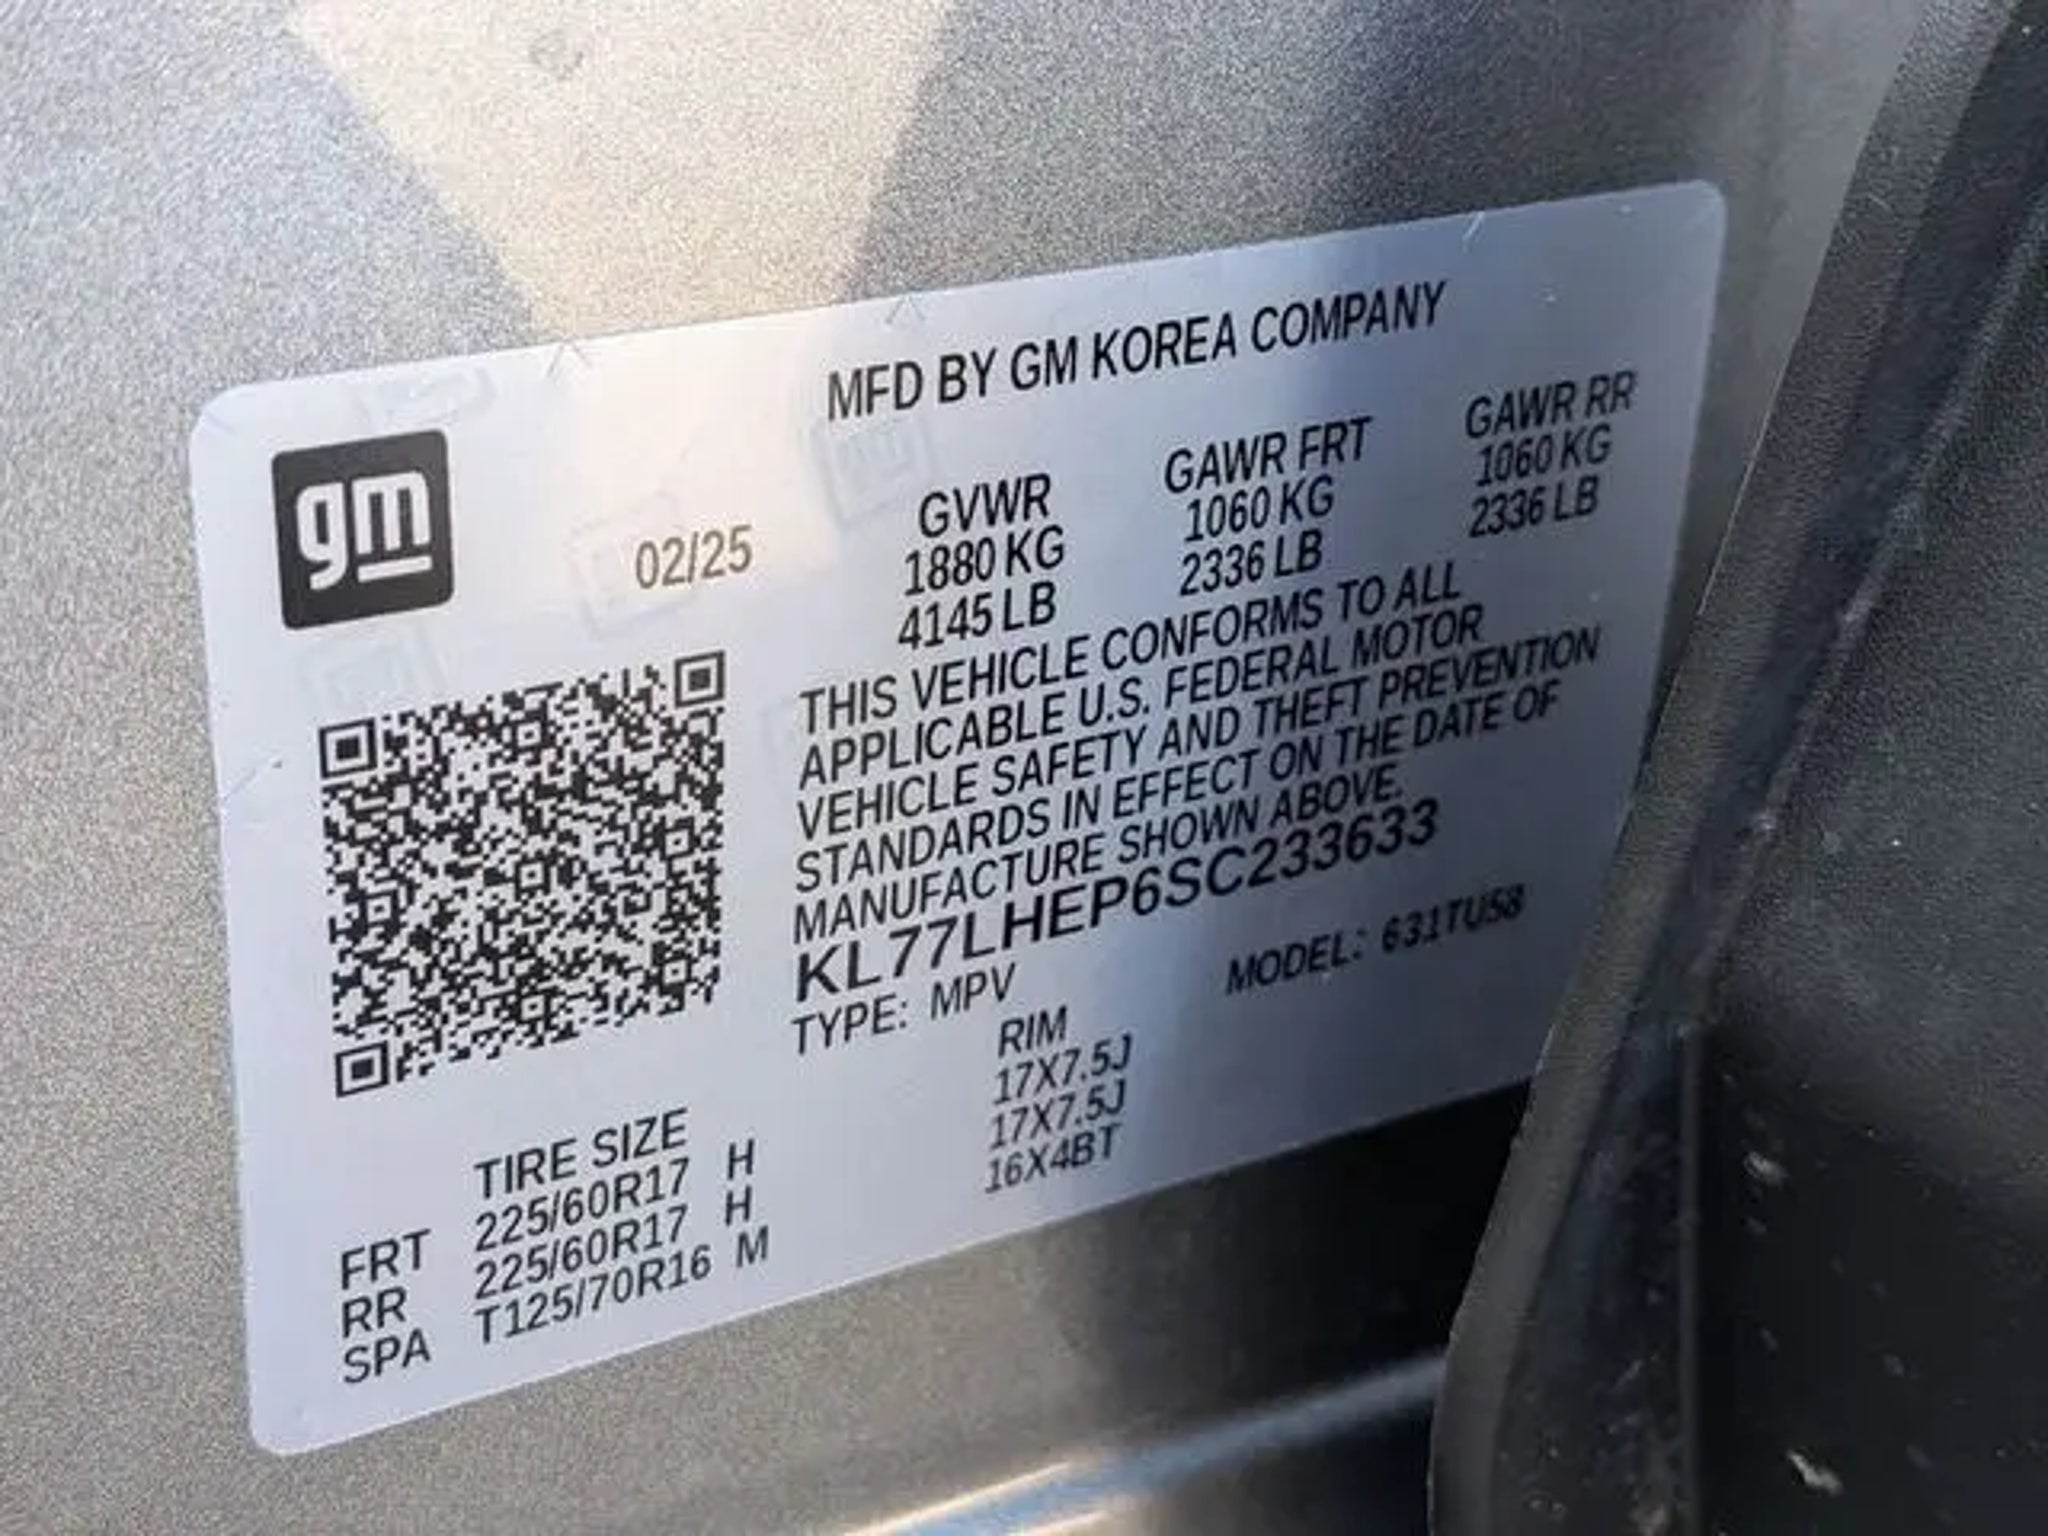 MFD BY GM KOREA COMPANY
gm
02/25
GVWR GAWR FRT GAWR RR
1880 KG 1060 KG 1060 KG
4145 LB 2336 LB 2336 LB
THIS VEHICLE CONFORMS TO ALL
APPLICABLE U.S. FEDERAL MOTOR
VEHICLE SAFETY AND THEFT PREVENTION
STANDARDS IN EFFECT ON THE DATE OF
MANUFACTURE SHOWN ABOVE.
KL77LHEP6SC233633
TYPE: MPV MODEL: 631TU58
TIRE SIZE RIM
FRT 225/60R17 H 17X7.5J
RR 225/60R17 H 17X7.5J
SPA T125/70R16 M 16X4BT